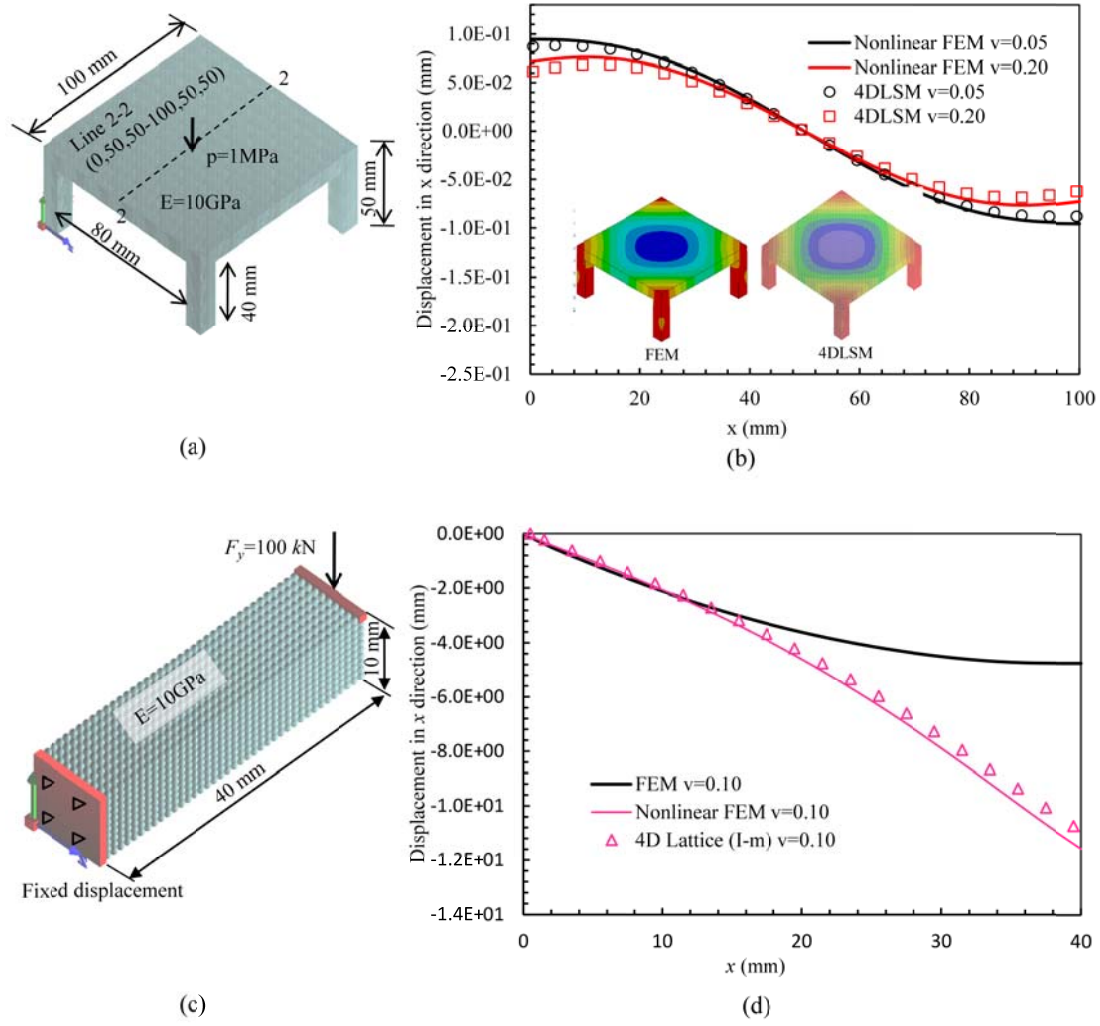 100 mm
Line 2-2
(0,50,50-100,50,50)
2
p=1MPa
E=10GPa
2
50 mm
80 mm
40 mm
(a)
Displacement in x direction (mm)
1.0E-01
5.0E-02
0.0E+00
-5.0E-02
-1.0E-01
-1.5E-01
-2.0E-01
-2.5E-01
Nonlinear FEM v=0.05
Nonlinear FEM v=0.20
4DLSM v=0.05
4DLSM v=0.20
FEM
4DLSM
0 20 40 60 80 100
x (mm)
(b)
Fy=100 kN
10 mm
E=10GPa
40 mm
Fixed displacement
(c)
Displacement in x direction (mm)
0.0E+00
-2.0E+00
-4.0E+00
-6.0E+00
-8.0E+00
-1.0E+01
-1.2E+01
-1.4E+01
FEM v=0.10
Nonlinear FEM v=0.10
4D Lattice (I-m) v=0.10
0 10 20 30 40
x (mm)
(d)